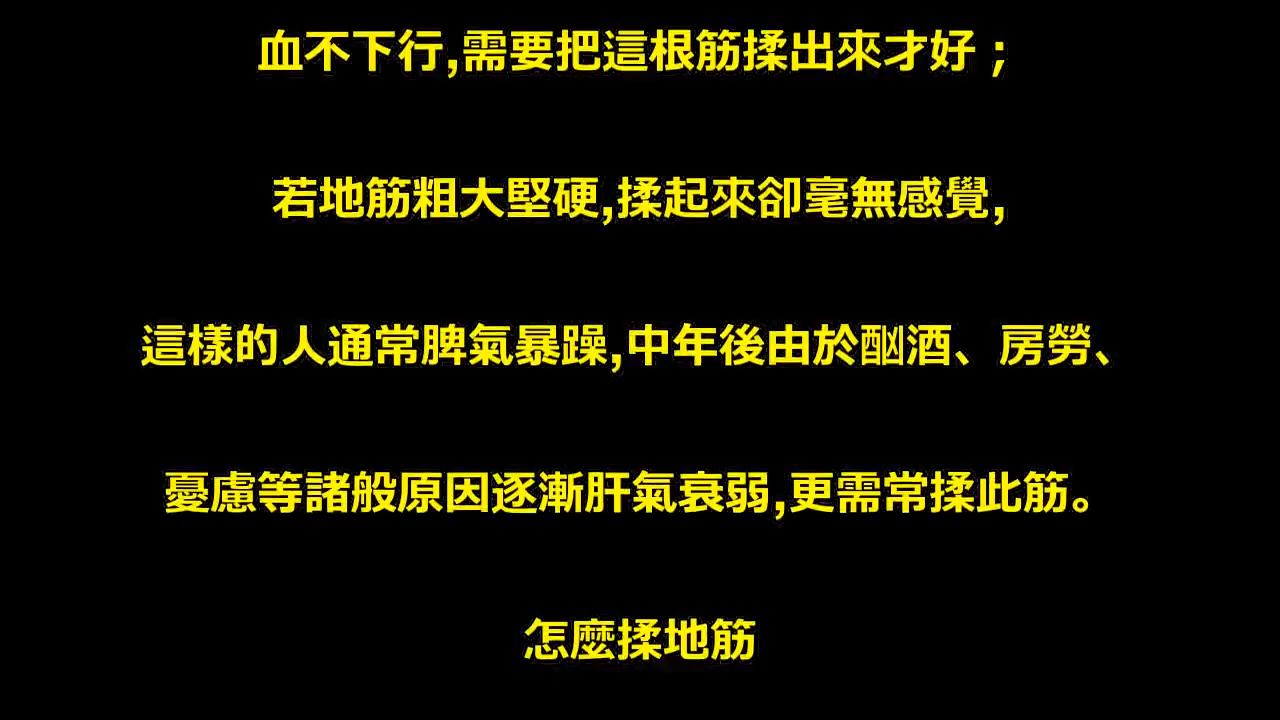 血不下行,需要把這根筋揉出來才好；
若地筋粗大堅硬,揉起來卻毫無感覺,
這樣的人通常脾氣暴躁,中年後由於酗酒、房勞、
憂慮等諸般原因逐漸肝氣衰弱,更需常揉此筋。
怎麼揉地筋